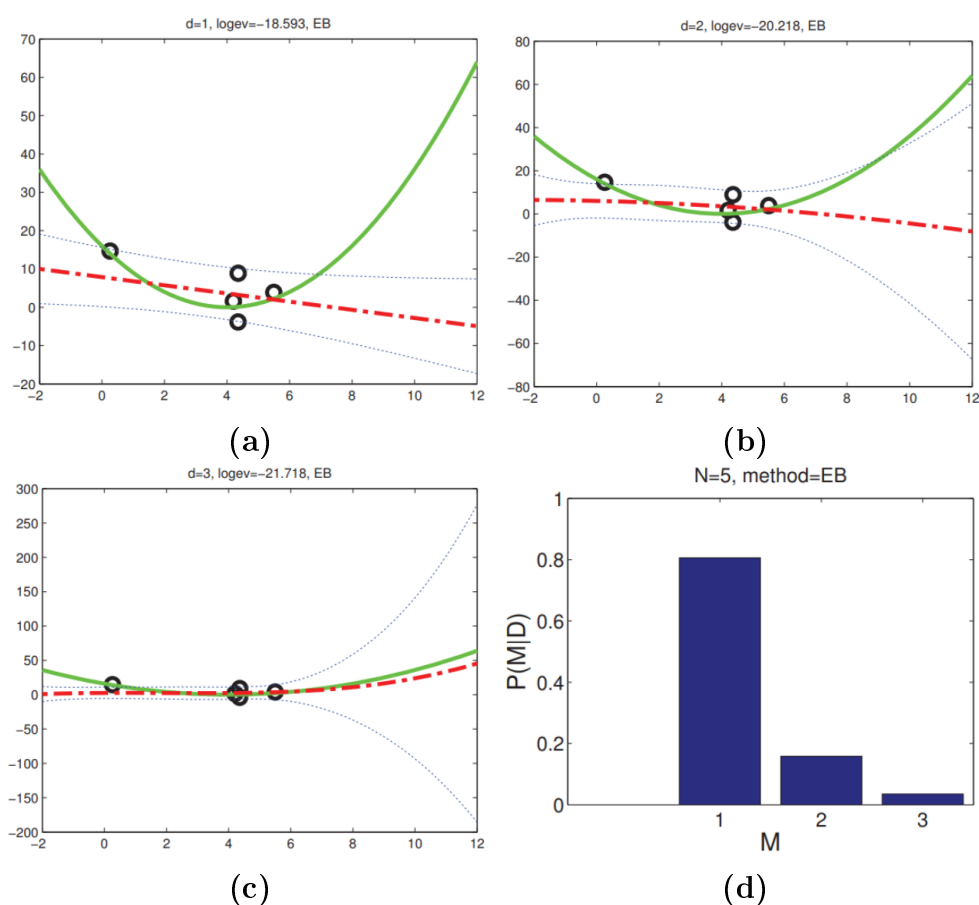 d=1, logev=−18.593, EB
70
60
50
40
30
20
10
0
−10
−20
−2 0 2 4 6 8 10 12
(a)
d=2, logev=−20.218, EB
80
60
40
20
0
−20
−40
−60
−80
−2 0 2 4 6 8 10 12
(b)
d=3, logev=−21.718, EB
300
250
200
150
100
50
0
−50
−100
−150
−200
−2 0 2 4 6 8 10 12
(c)
N=5, method=EB
1
0.8
0.6
0.4
0.2
0
P(M|D)
1 2 3
M
(d)